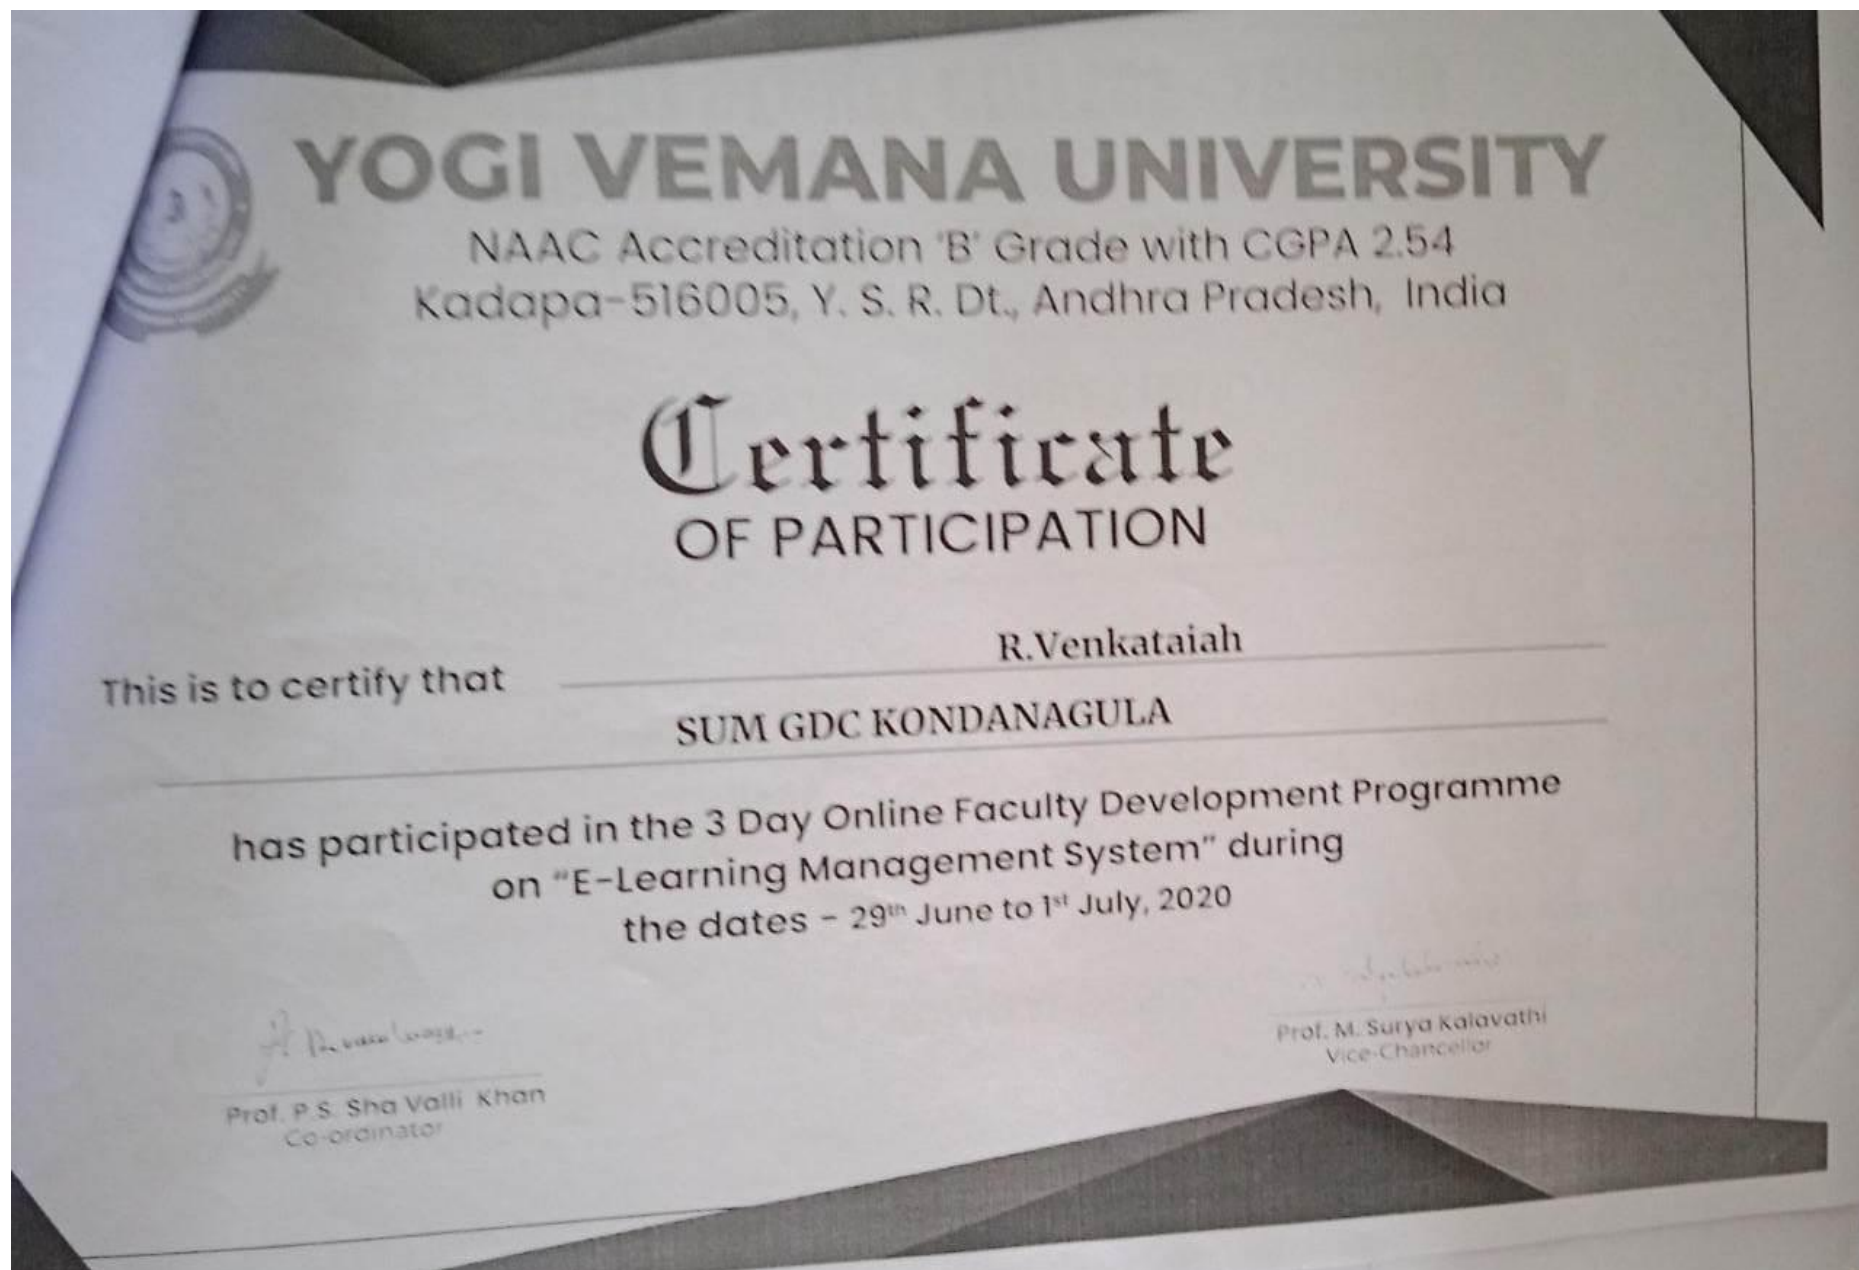 YOGI VEMANA UNIVERSITY
NAAC Accreditation 'B' Grade with CGPA 2.54
Kadapa-516005, Y. S. R. Dt., Andhra Pradesh, India
Certificate
OF PARTICIPATION
This is to certify that R.Venkataiah
SUM GDC KONDANAGULA
has participated in the 3 Day Online Faculty Development Programme
on "E-Learning Management System" during
the dates - 29th June to 1st July, 2020
Prof. P.S. Sha Valli Khan
Co-ordinator
Prof. M. Surya Kalavathi
Vice-Chancellor